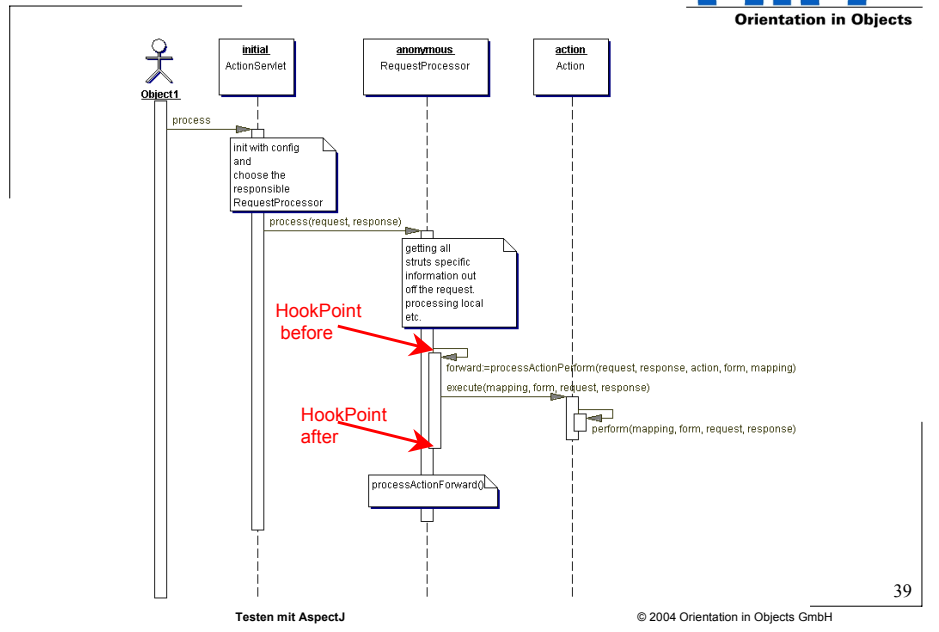 Orientation in Objects
initial
ActionServlet
anonymous
RequestProcessor
action
Action
Object1
process
init with config
and
choose the
responsible
RequestProcessor
process(request, response)
getting all
struts specific
information out
off the request.
processing local
etc.
HookPoint
before
forward:=processActionPerform(request, response, action, form, mapping)
execute(mapping, form, request, response)
HookPoint
after
perform(mapping, form, request, response)
processActionForward()
39
Testen mit AspectJ
© 2004 Orientation in Objects GmbH